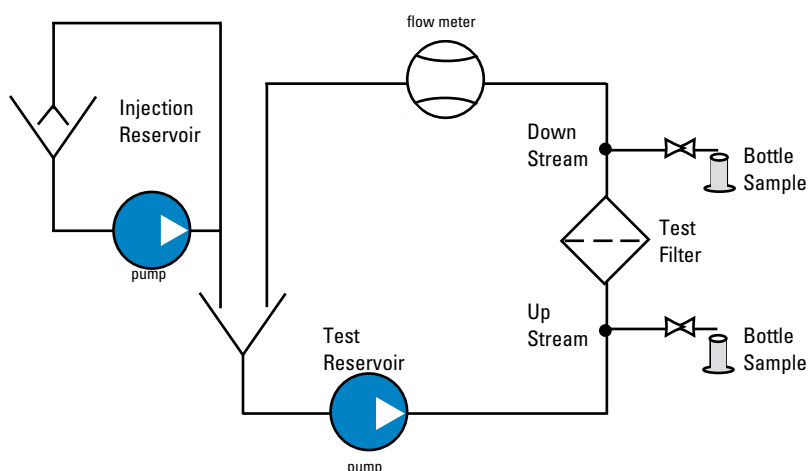 flow meter
Injection
Reservoir
Down
Stream
Bottle
Sample
Test
Filter
pump
Up
Stream
Test
Reservoir
Bottle
Sample
pump